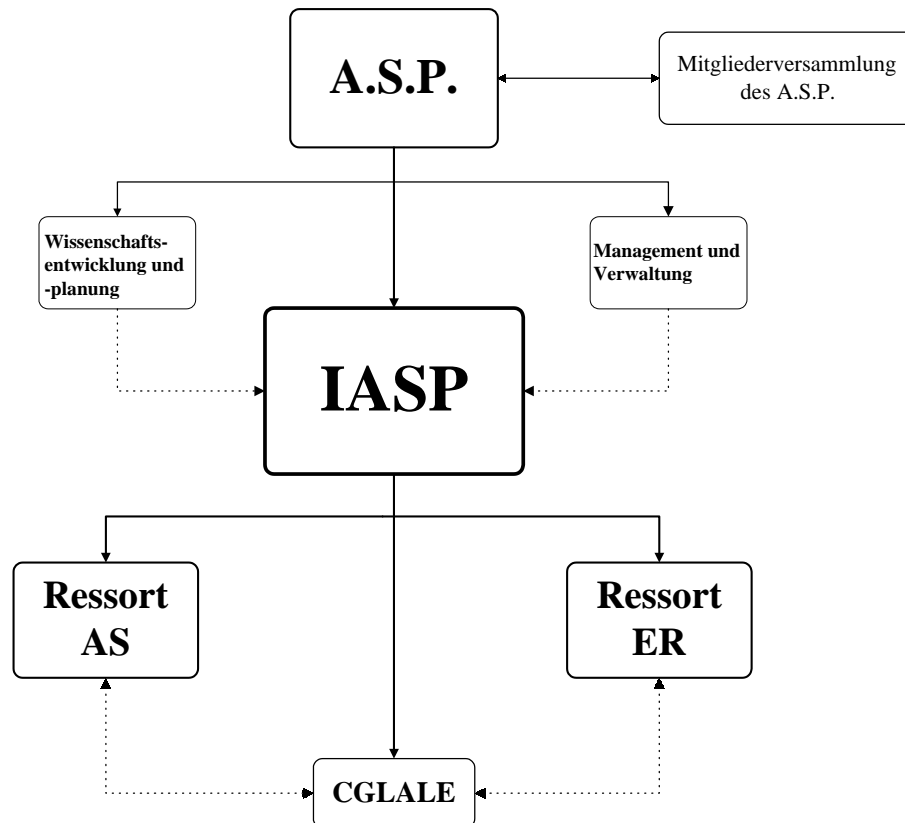 A.S.P.
Mitgliederversammlung
des A.S.P.
Wissenschafts-
entwicklung und
-planung
Management und
Verwaltung
IASP
Ressort
AS
Ressort
ER
CGLALE